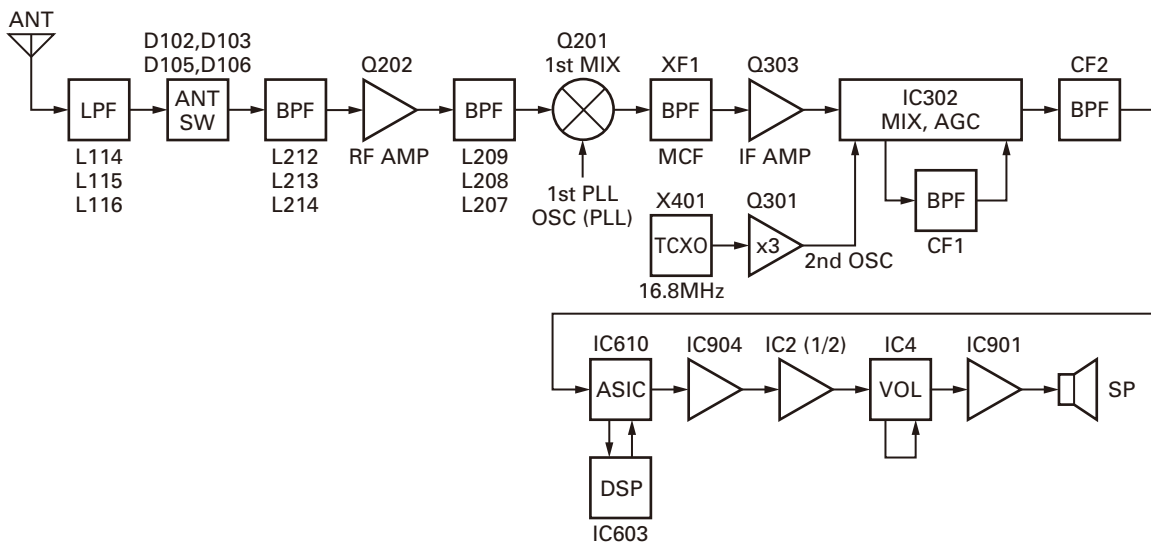 ANT
LPF
L114
L115
L116
D102,D103
D105,D106
ANT
SW
BPF
L212
L213
L214
Q202
RF AMP
BPF
L209
L208
L207
Q201
1st MIX
1st PLL
OSC (PLL)
XF1
BPF
MCF
Q303
IF AMP
IC302
MIX, AGC
BPF
CF1
CF2
BPF
X401
TCXO
16.8MHz
Q301
x3
2nd OSC
IC610
ASIC
DSP
IC603
IC904
IC2 (1/2)
IC4
VOL
IC901
SP